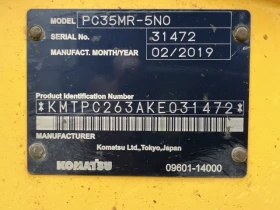 MODEL PC35MR-5N0
SERIAL No. 31472
MANUFACT. MONTH/YEAR 02/2019
Product Identification Number
*KMTPC263AKE031472*
MANUFACTURER
Komatsu Ltd.,Tokyo,Japan
KOMATSU
09601-14000